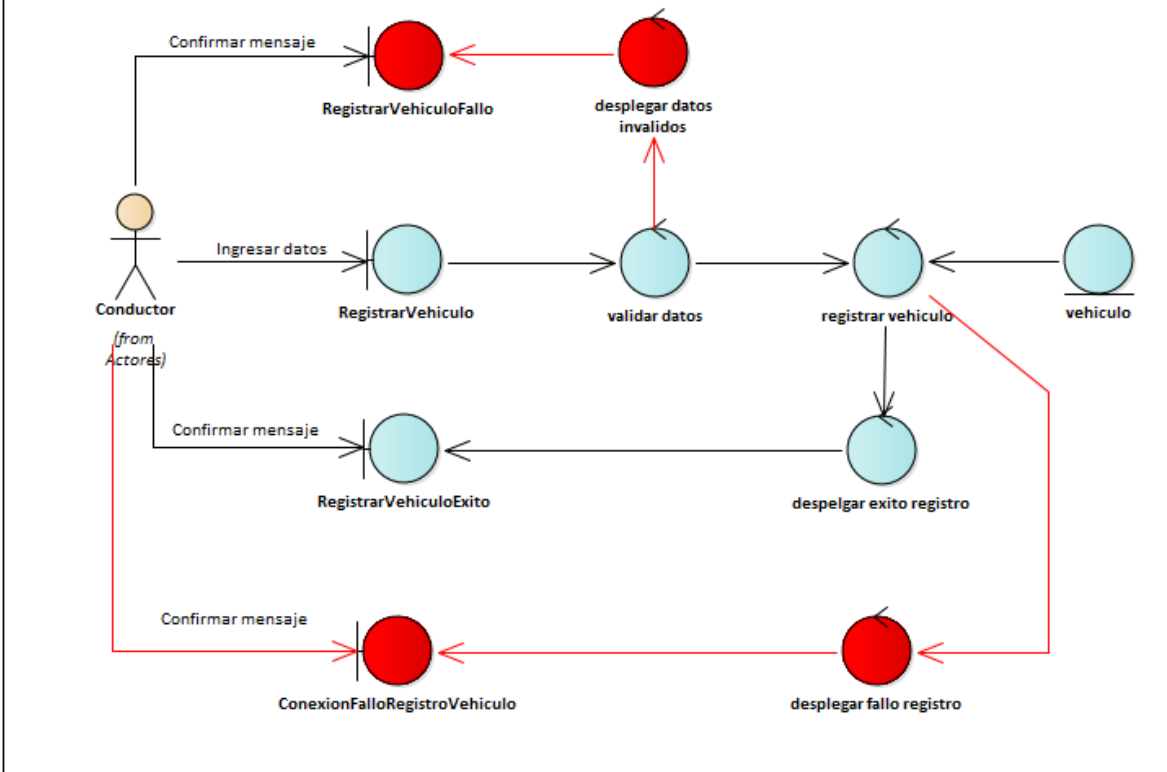 Confirmar mensaje
RegistrarVehiculoFallo
desplegar datos
invalidos
Ingresar datos
Conductor
(from
Actores)
RegistrarVehiculo
validar datos
registrar vehiculo
vehiculo
Confirmar mensaje
RegistrarVehiculoExito
despelgar exito registro
Confirmar mensaje
ConexionFalloRegistroVehiculo
desplegar fallo registro